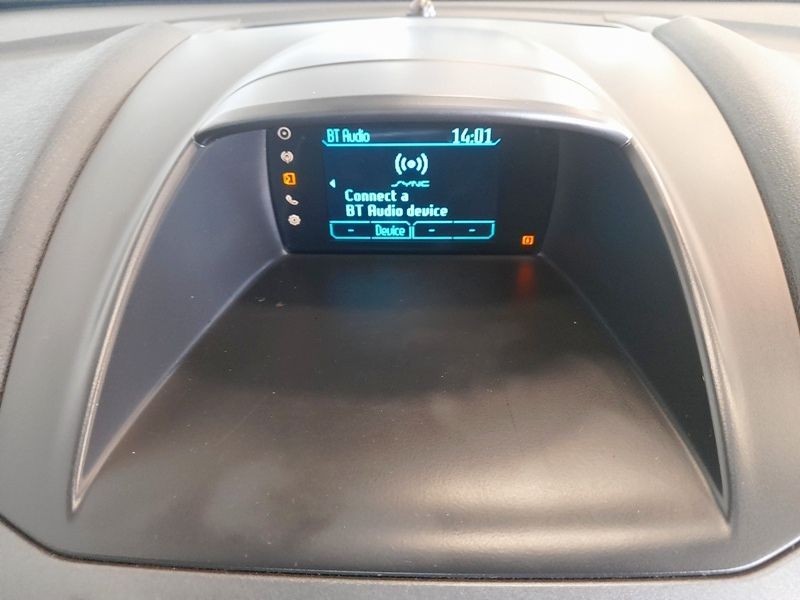 BT Audio 14:01
SYNC
Connect a
BT Audio device
- Device - -